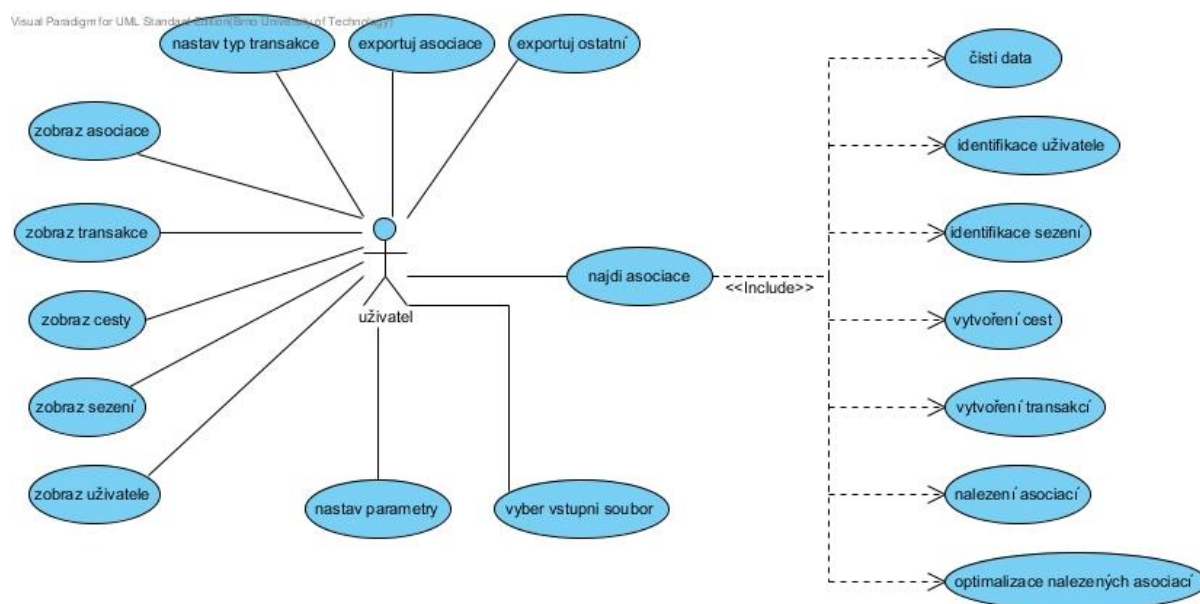 Visual Paradigm for UML Standard Edition(Brno University of Technology)
nastav typ transakce
exportuj asociace
exportuj ostatní
čisti data
zobraz asociace
identifikace uživatele
zobraz transakce
identifikace sezení
najdi asociace
<<Include>>
uživatel
zobraz cesty
vytvoření cest
zobraz sezení
vytvoření transakcí
zobraz uživatele
nastav parametry
vyber vstupni soubor
nalezení asociací
optimalizace nalezených asociací